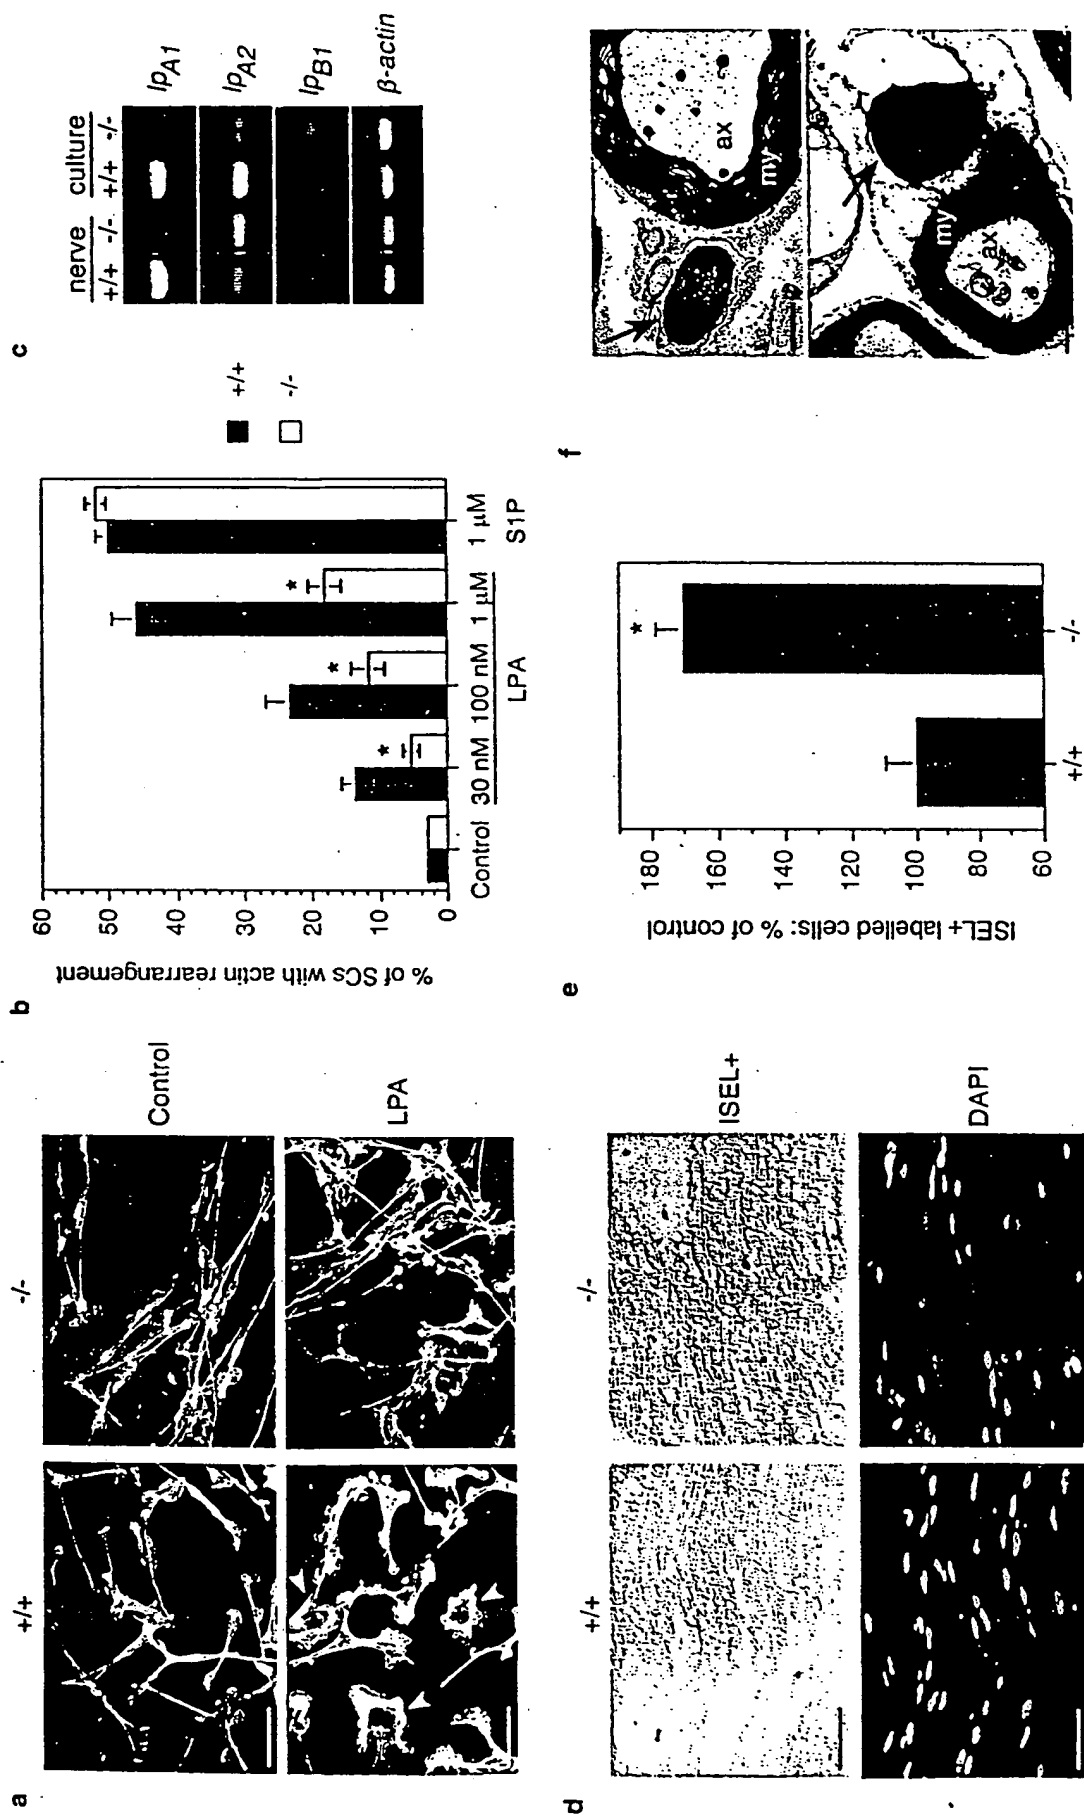 a
+/+
-/-
Control
LPA
b
% of SCs with actin rearrangement
60
50
40
30
20
10
0
Control
30 nM
100 nM
1 μM
1 μM
LPA
S1P
*
*
*
+/+
-/-
c
nerve
culture
+/+
-/-
+/+
-/-
lpA1
lpA2
lpB1
β-actin
d
+/+
-/-
ISEL+
DAPI
e
ISEL+ labelled cells: % of control
180
160
140
120
100
80
60
+/+
-/-
*
f
ax
my
my
ax